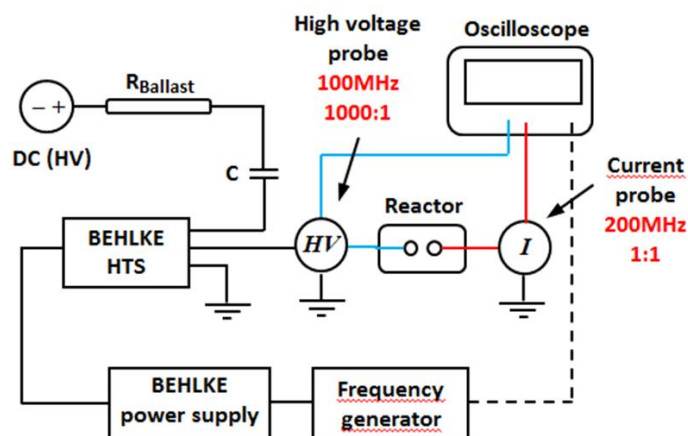 High voltage
probe
100MHz
1000:1
Oscilloscope
R_Ballast
− +
DC (HV)
C
Current
probe
200MHz
1:1
Reactor
BEHLKE
HTS
HV
I
BEHLKE
power supply
Frequency
generator